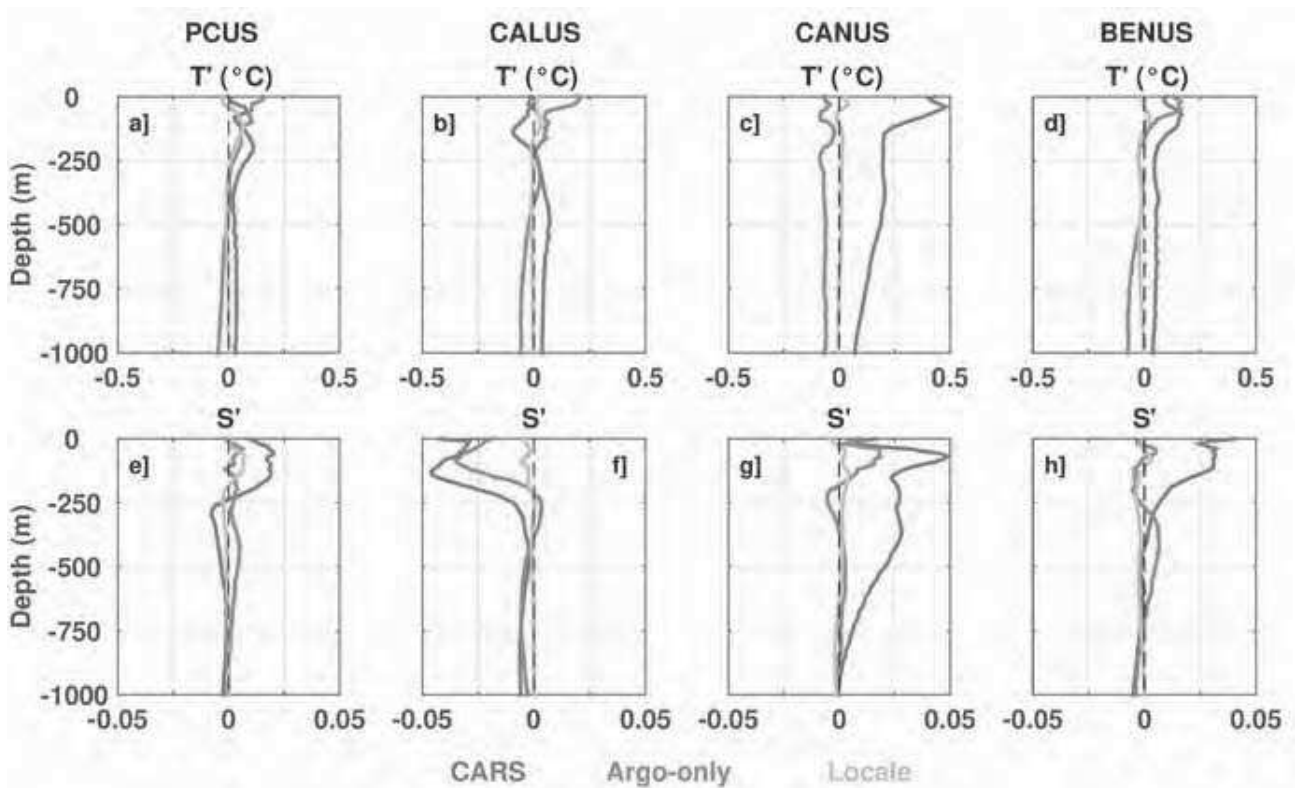 PCUS CALUS CANUS BENUS
T' (°C) T' (°C) T' (°C) T' (°C)
0
a] b] c] d]
-250
Depth (m)
-500
-750
-1000
-0.5 0 0.5 -0.5 0 0.5 -0.5 0 0.5 -0.5 0 0.5
S' S' S' S'
0
e] f] g] h]
-250
Depth (m)
-500
-750
-1000
-0.05 0 0.05 -0.05 0 0.05 -0.05 0 0.05 -0.05 0 0.05
CARS Argo-only Locale